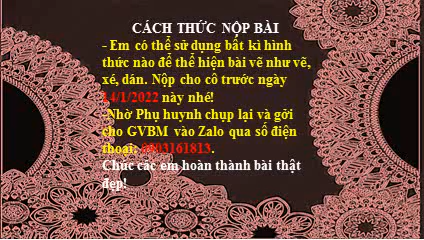 CÁCH THỨC NỘP BÀI
- Em có thể sử dụng bất kì hình
thức nào để thể hiện bài vẽ như vẽ,
xé, dán. Nộp cho cô trước ngày
14/1/2022 này nhé!
-Nhờ Phụ huynh chụp lại và gởi
cho GVBM vào Zalo qua số điện
thoại: 0903161813.
Chúc các em hoàn thành bài thật
đẹp!